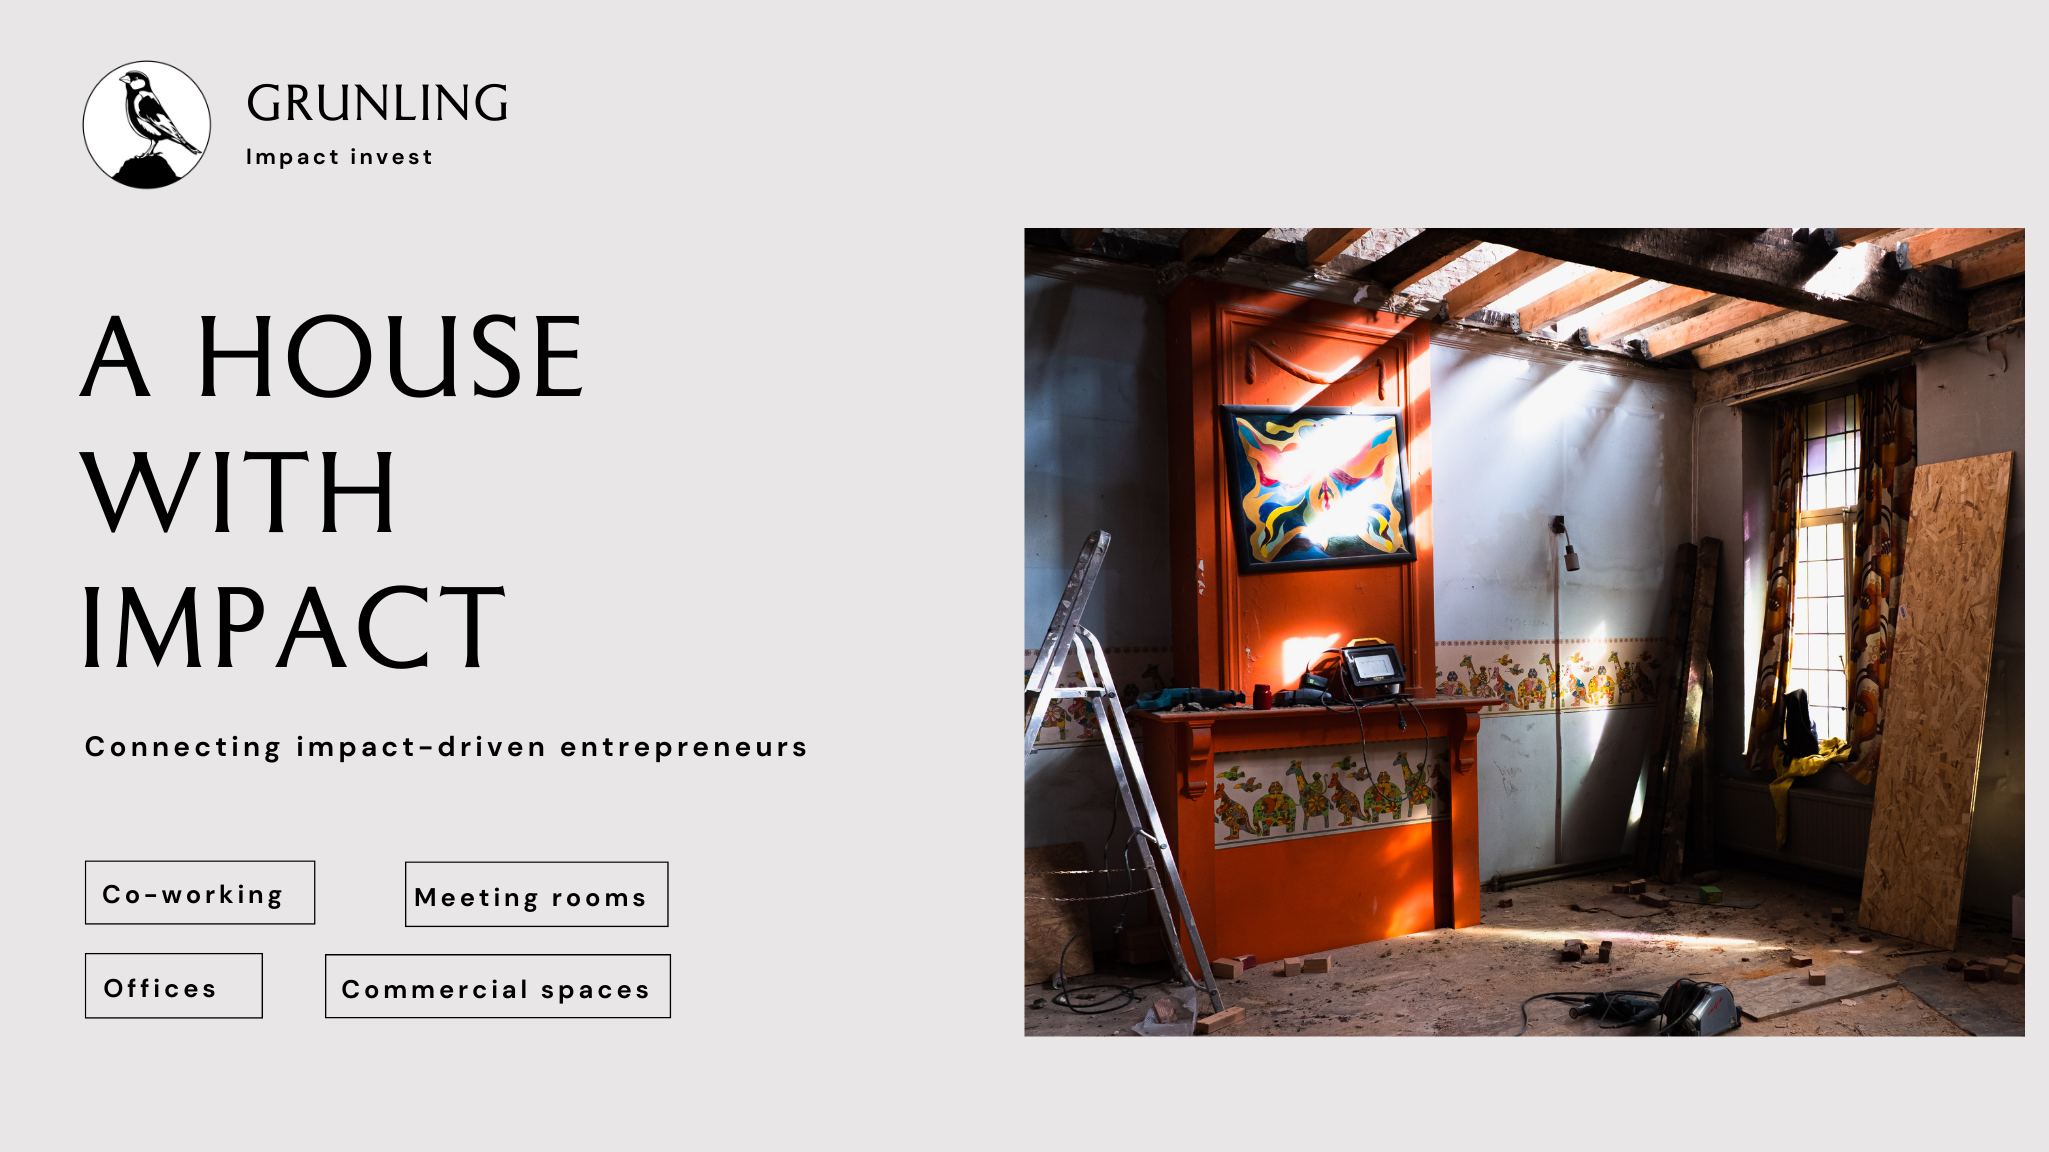 GRUNLING
Impact invest
A HOUSE
WITH
IMPACT
Connecting impact-driven entrepreneurs
Co-working
Meeting rooms
Offices
Commercial spaces